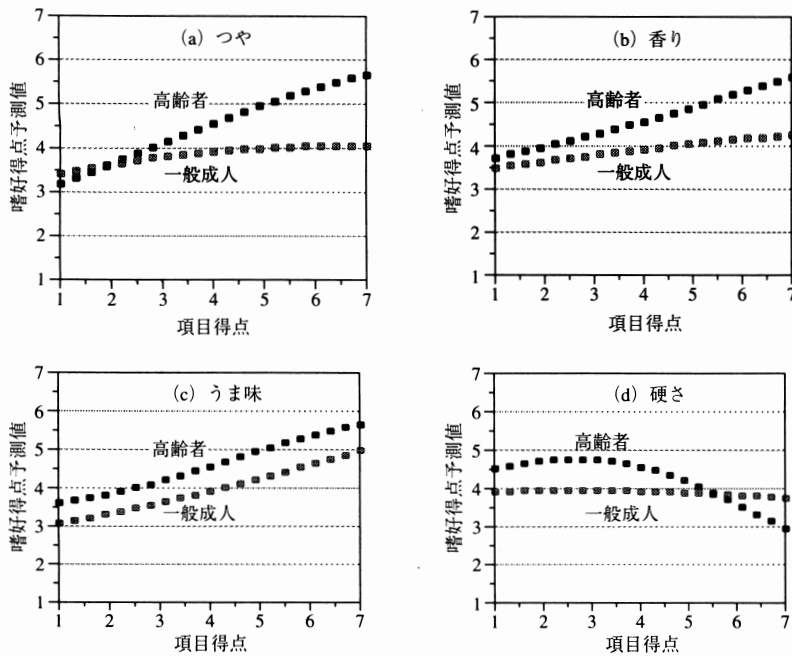 (a) つや
7
6
5
4
3
2
1
嗜好得点予測値
高齢者
一般成人
1 2 3 4 5 6 7
項目得点
(b) 香り
7
6
5
4
3
2
1
嗜好得点予測値
高齢者
一般成人
1 2 3 4 5 6 7
項目得点
(c) うま味
7
6
5
4
3
2
1
嗜好得点予測値
高齢者
一般成人
1 2 3 4 5 6 7
項目得点
(d) 硬さ
7
6
5
4
3
2
1
嗜好得点予測値
高齢者
一般成人
1 2 3 4 5 6 7
項目得点